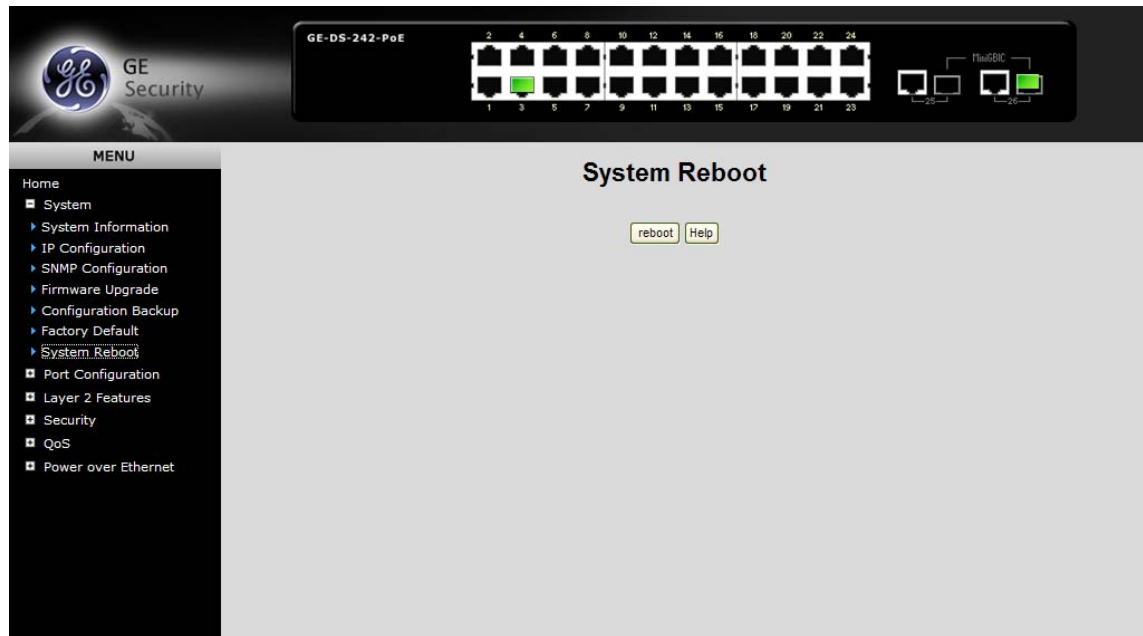 GE-DS-242-PoE
2 4 6 8 10 12 14 16 18 20 22 24
MiniGBIC
1 3 5 7 9 11 13 15 17 19 21 23
25 26
GE
GE
Security
MENU
Home
System
System Information
IP Configuration
SNMP Configuration
Firmware Upgrade
Configuration Backup
Factory Default
System Reboot
Port Configuration
Layer 2 Features
Security
QoS
Power over Ethernet
System Reboot
reboot Help